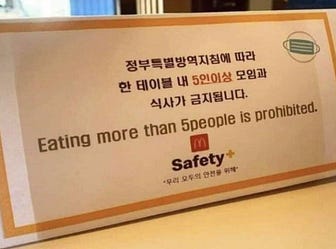 정부특별방역지침에 따라
한 테이블 내 5인이상 모임과
식사가 금지됩니다.
Eating more than 5people is prohibited.
M
Safety+
"우리 모두의 안전을 위해"